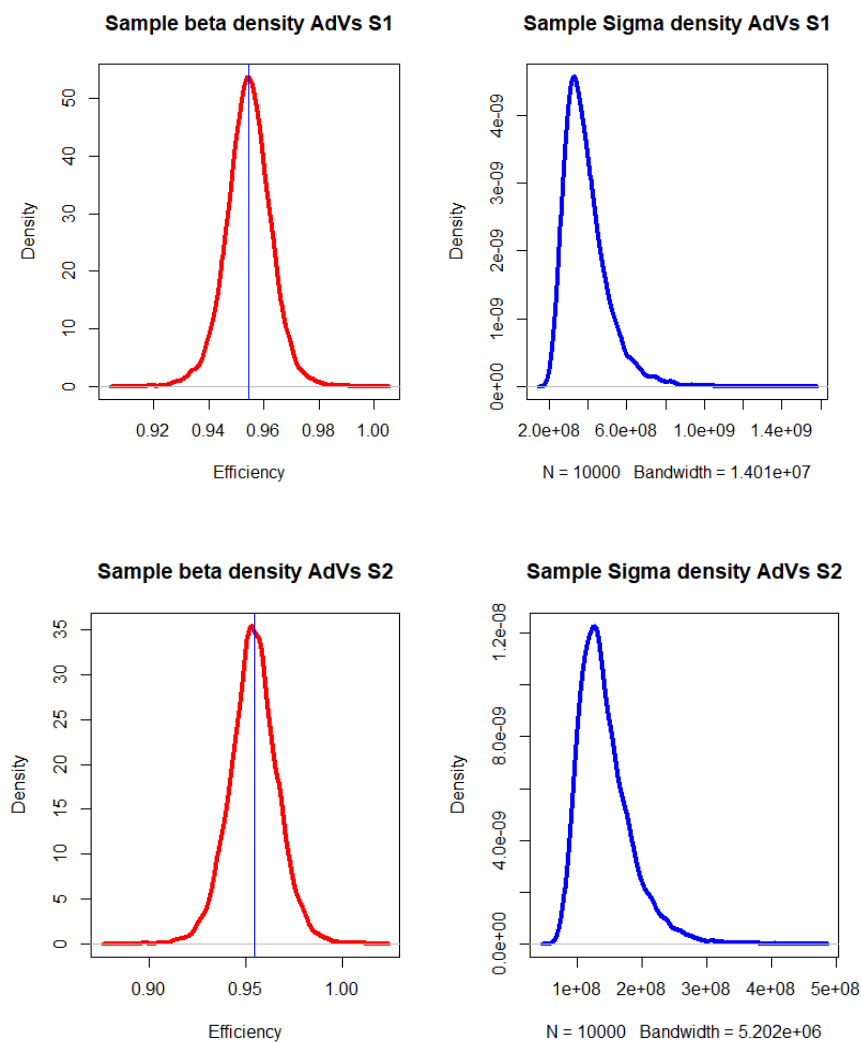 Sample beta density AdVs S1
Density
0
10
20
30
40
50
0.92
0.94
0.96
0.98
1.00
Efficiency
Sample Sigma density AdVs S1
Density
0e+00
1e-09
2e-09
3e-09
4e-09
2.0e+08
6.0e+08
1.0e+09
1.4e+09
N = 10000 Bandwidth = 1.401e+07
Sample beta density AdVs S2
Density
0
5
10
15
20
25
30
35
0.90
0.95
1.00
Efficiency
Sample Sigma density AdVs S2
Density
0.0e+00
4.0e-09
8.0e-09
1.2e-08
1e+08
2e+08
3e+08
4e+08
5e+08
N = 10000 Bandwidth = 5.202e+06